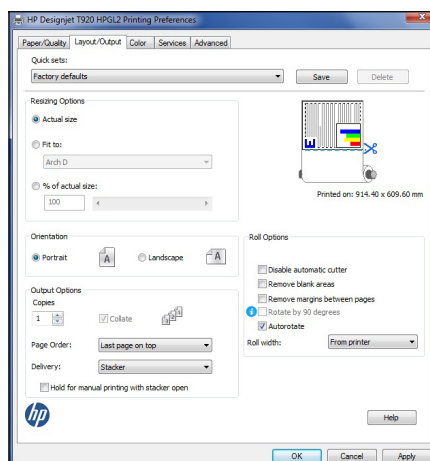 HP Designjet T920 HPGL2 Printing Preferences
Paper/Quality Layout/Output Color Services Advanced
Quick sets:
Factory defaults
Save Delete
Resizing Options
Actual size
Fit to:
Arch D
% of actual size:
100
Printed on: 914.40 x 609.60 mm
Orientation
Portrait A Landscape A
Roll Options
Disable automatic cutter
Remove blank areas
Remove margins between pages
Rotate by 90 degrees
Autorotate
Roll width: From printer
Output Options
Copies
1 Collate
Page Order: Last page on top
Delivery: Stacker
Hold for manual printing with stacker open
hp
Help
OK Cancel Apply